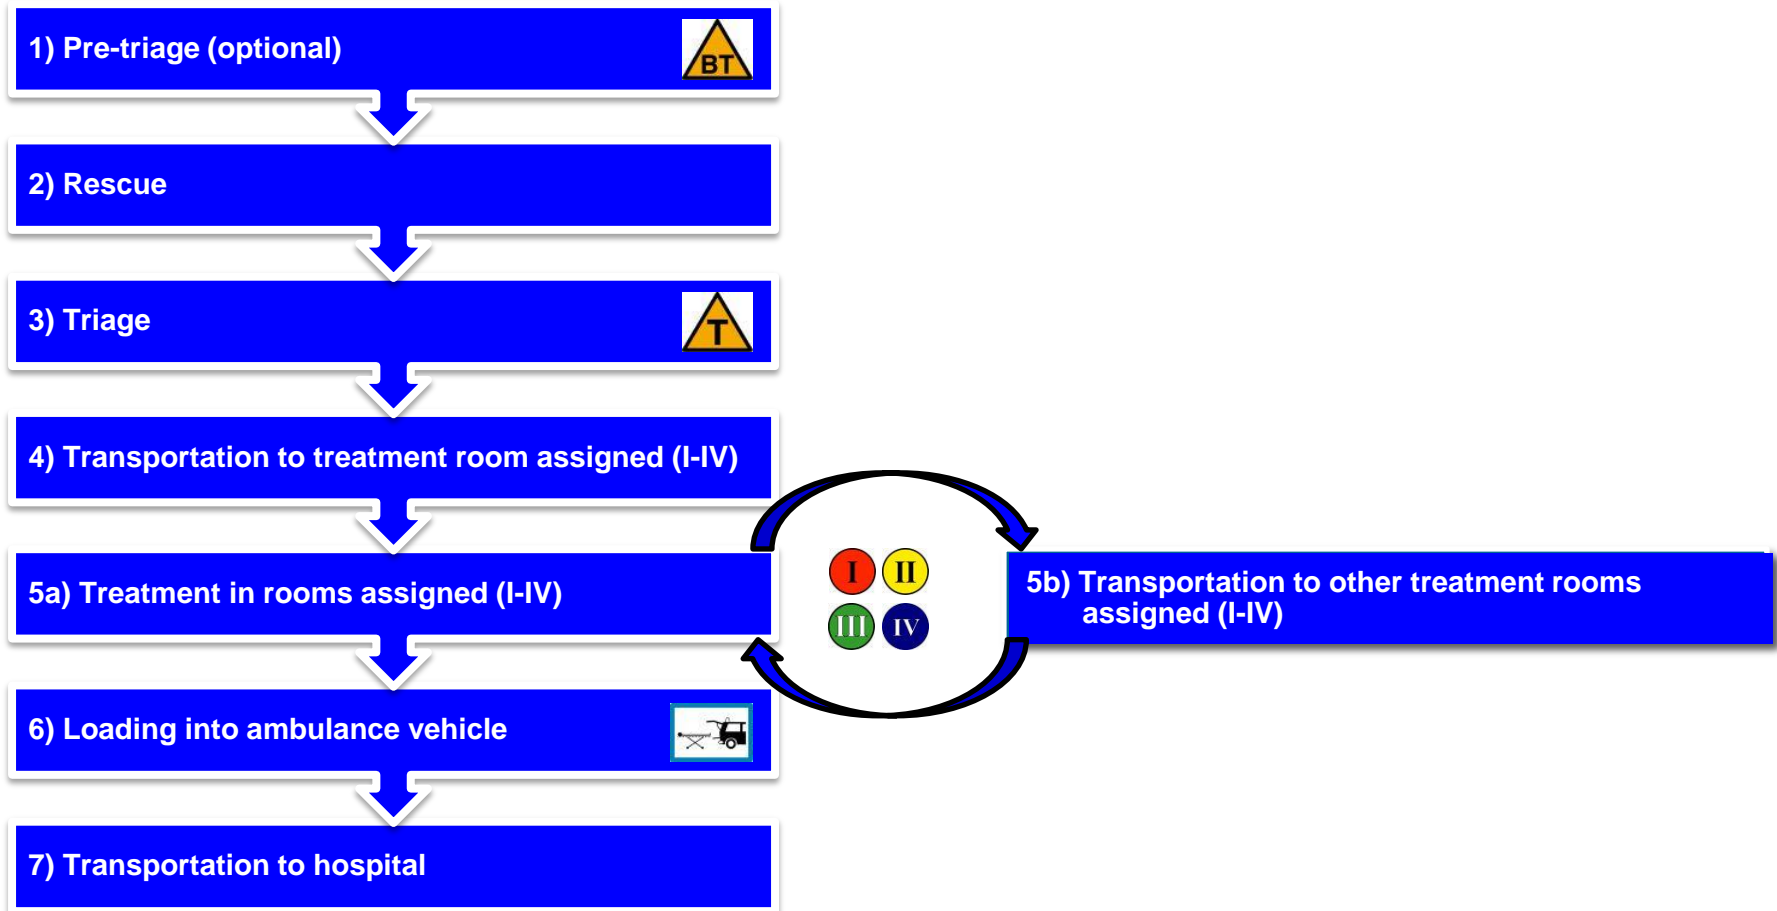 1) Pre-triage (optional)
BT
2) Rescue
3) Triage
T
4) Transportation to treatment room assigned (I-IV)
5a) Treatment in rooms assigned (I-IV)
I II
III IV
5b) Transportation to other treatment rooms
assigned (I-IV)
6) Loading into ambulance vehicle
7) Transportation to hospital